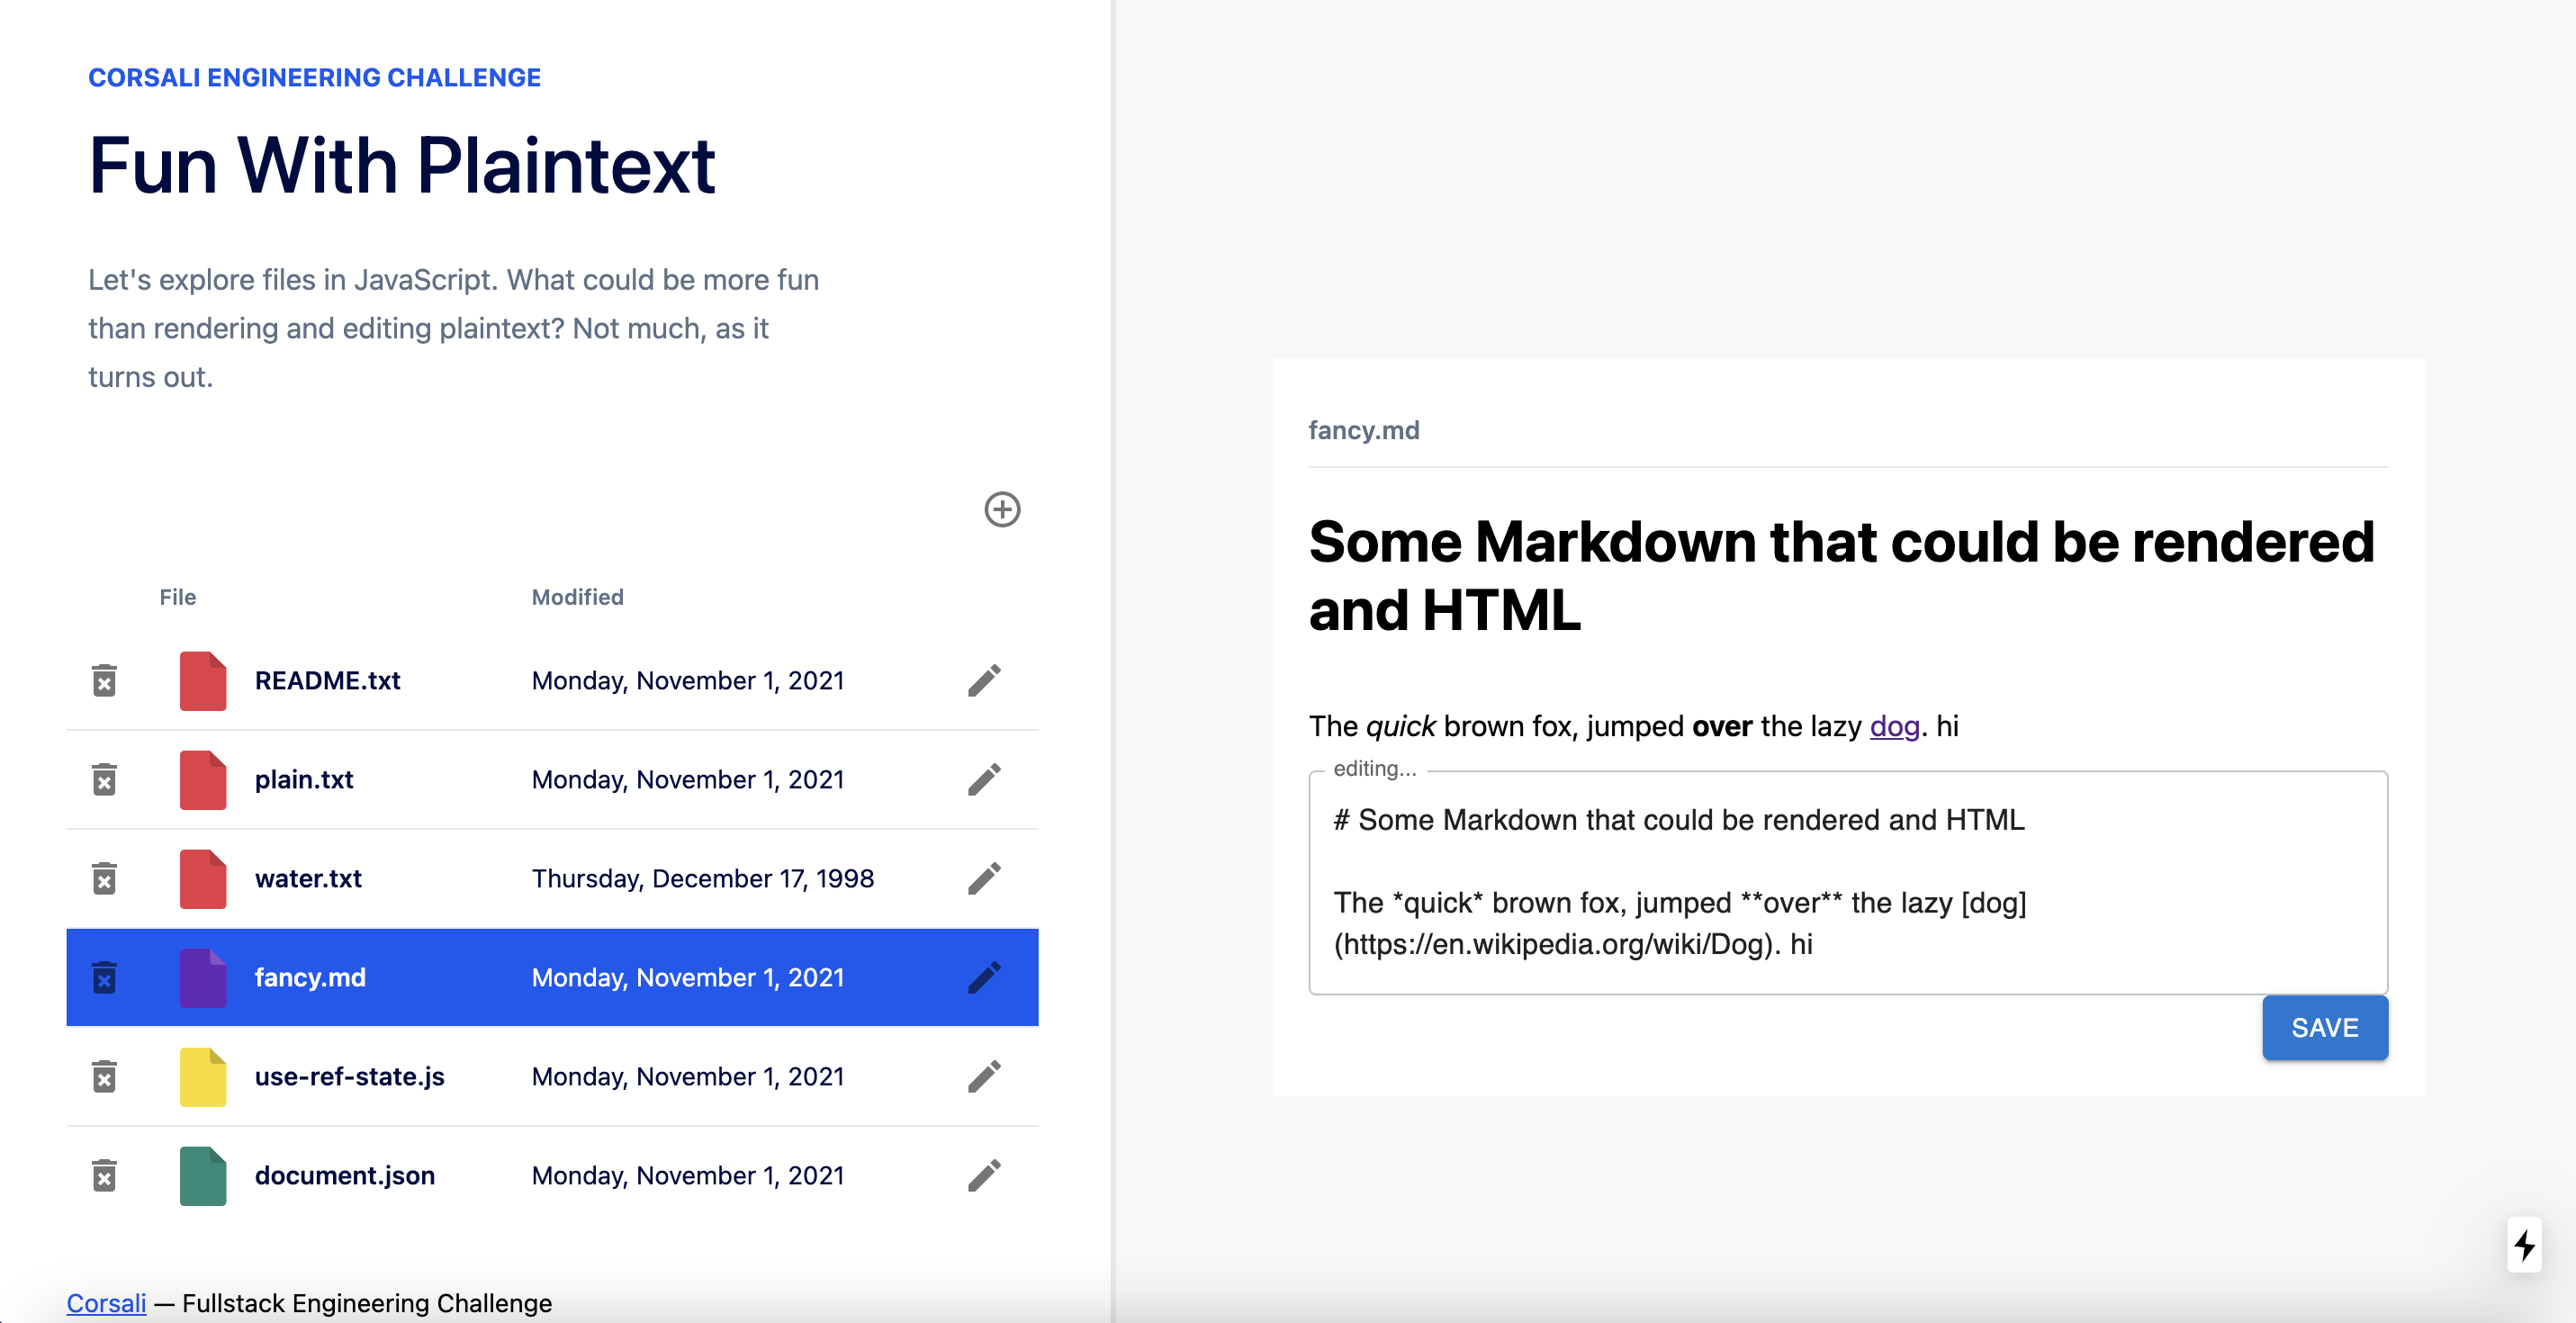 CORSALI ENGINEERING CHALLENGE
Fun With Plaintext
Let's explore files in JavaScript. What could be more fun
than rendering and editing plaintext? Not much, as it
turns out.
File Modified
README.txt Monday, November 1, 2021
plain.txt Monday, November 1, 2021
water.txt Thursday, December 17, 1998
fancy.md Monday, November 1, 2021
use-ref-state.js Monday, November 1, 2021
document.json Monday, November 1, 2021
Corsali — Fullstack Engineering Challenge
fancy.md
Some Markdown that could be rendered
and HTML
The quick brown fox, jumped over the lazy dog. hi
editing...
# Some Markdown that could be rendered and HTML
The *quick* brown fox, jumped **over** the lazy [dog]
(https://en.wikipedia.org/wiki/Dog). hi
SAVE